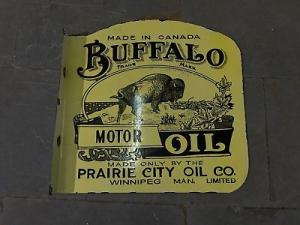 MADE IN CANADA
BUFFALO
TRADE MARK
MOTOR OIL
MADE ONLY BY THE
PRAIRIE CITY OIL CO.
WINNIPEG MAN. LIMITED